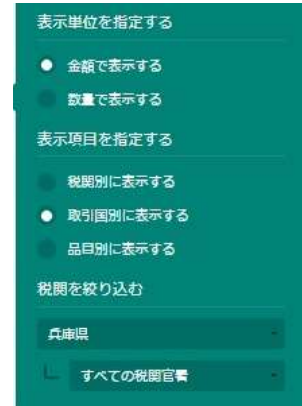 表示単位を指定する
金額で表示する
数量で表示する
表示項目を指定する
税関別に表示する
取引国別に表示する
品目別に表示する
税関を絞り込む
兵庫県
すべての税関官署